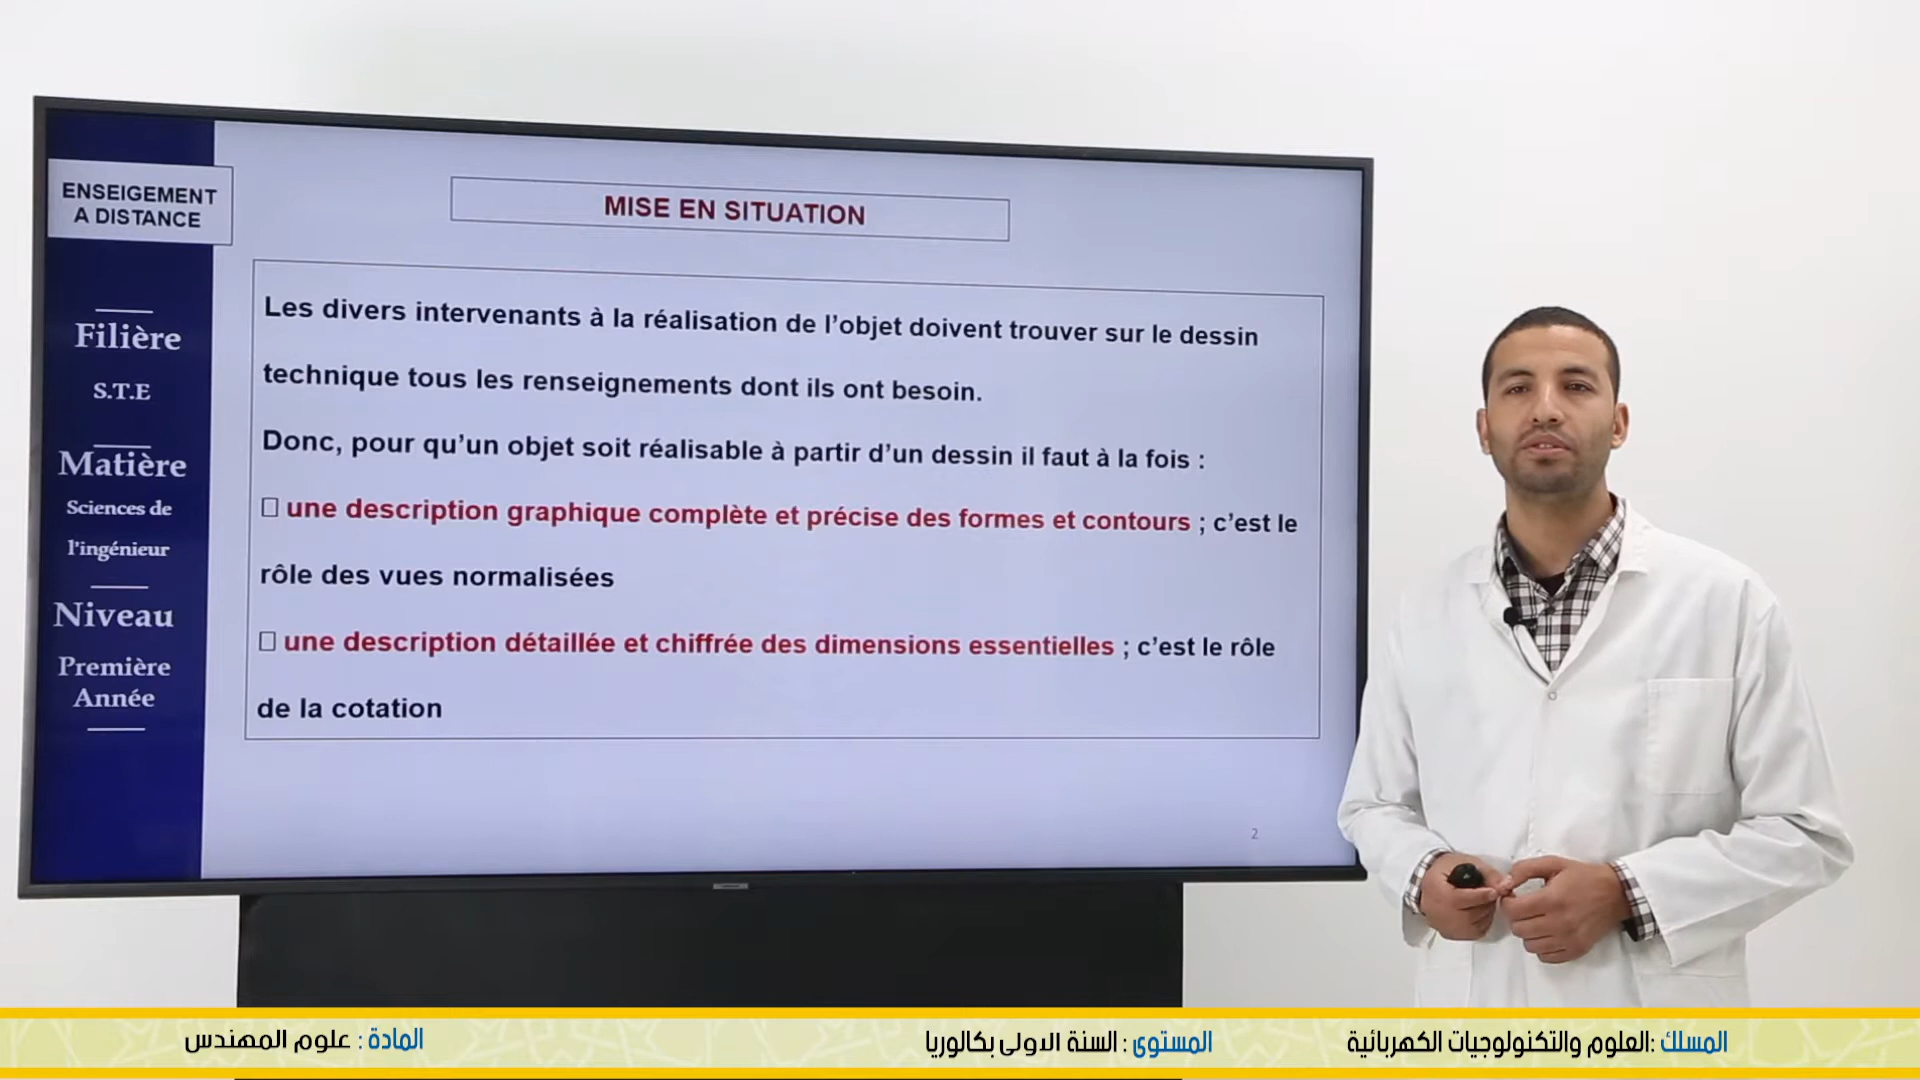 ENSEIGEMENT
A DISTANCE
Filière
S.T.E
Matière
Sciences de
l'ingénieur
Niveau
Première
Année
MISE EN SITUATION
Les divers intervenants à la réalisation de l'objet doivent trouver sur le dessin
technique tous les renseignements dont ils ont besoin.
Donc, pour qu'un objet soit réalisable à partir d'un dessin il faut à la fois :
une description graphique complète et précise des formes et contours ; c'est le
rôle des vues normalisées
une description détaillée et chiffrée des dimensions essentielles ; c'est le rôle
de la cotation
2
المسلك :العلوم والتكنولوجيات الكهربائية
المستوى : السنة الاولى بكالوريا
المادة : علوم المهندس